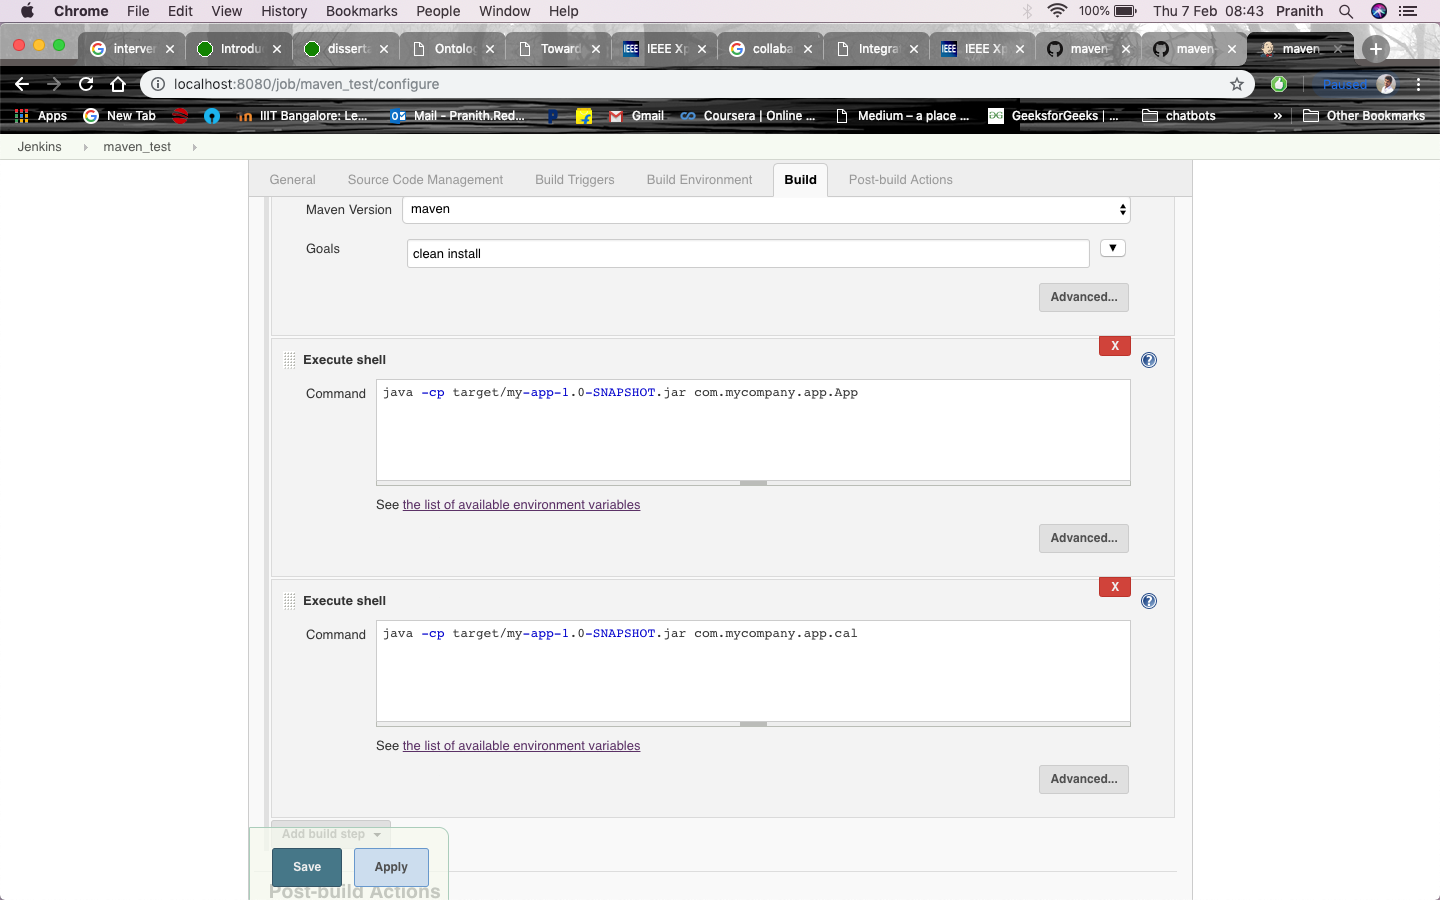 Chrome File Edit View History Bookmarks People Window Help 100% Thu 7 Feb 08:43 Pranith
interver Introdu disserta Ontolog Toward IEEE Xp collaba Integrat IEEE Xp maven maven maven
localhost:8080/job/maven_test/configure Paused
Apps New Tab IIIT Bangalore: Le... Mail - Pranith.Red... Gmail Coursera | Online ... Medium – a place ... GeeksforGeeks | ... chatbots » Other Bookmarks
Jenkins maven_test
General Source Code Management Build Triggers Build Environment Build Post-build Actions
Maven Version maven
Goals clean install
Advanced...
X
Execute shell
Command java -cp target/my-app-1.0-SNAPSHOT.jar com.mycompany.app.App
See the list of available environment variables
Advanced...
X
Execute shell
Command java -cp target/my-app-1.0-SNAPSHOT.jar com.mycompany.app.cal
See the list of available environment variables
Advanced...
Add build step
Save Apply
Post-build Actions